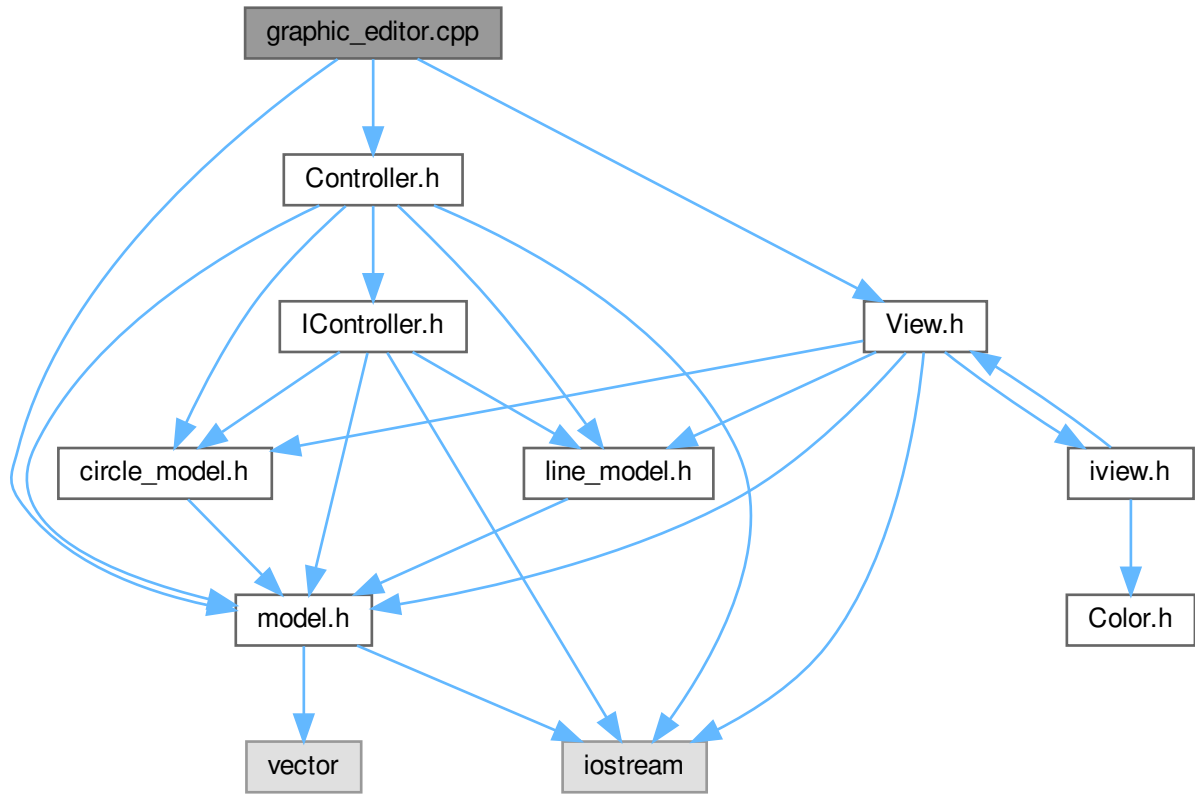 graphic_editor.cpp
Controller.h
IController.h
View.h
circle_model.h
line_model.h
iview.h
model.h
Color.h
vector
iostream